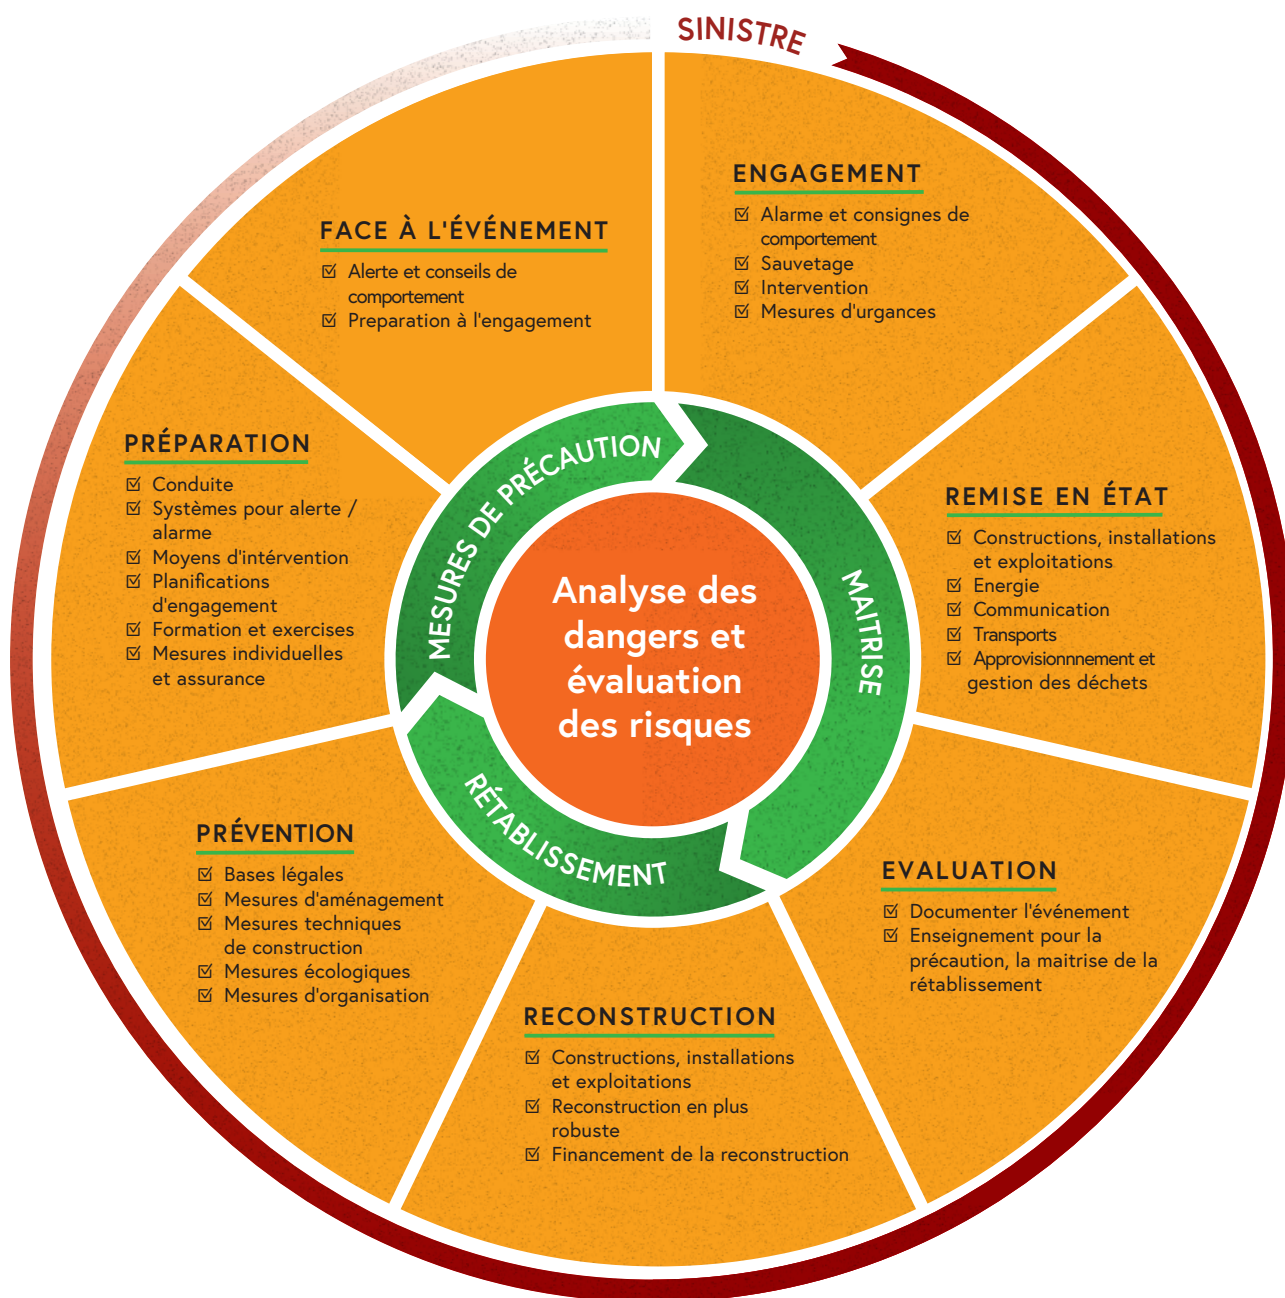 SINISTRE
ENGAGEMENT
Alarme et consignes de
comportement
Sauvetage
Intervention
Mesures d'urgances
REMISE EN ÉTAT
Constructions, installations
et exploitations
Energie
Communication
Transports
Approvisionnnement et
gestion des déchets
EVALUATION
Documenter l'événement
Enseignement pour la
précaution, la maitrise de la
rétablissement
RECONSTRUCTION
Constructions, installations
et exploitations
Reconstruction en plus
robuste
Financement de la reconstruction
PRÉVENTION
Bases légales
Mesures d'aménagement
Mesures techniques
de construction
Mesures écologiques
Mesures d'organisation
PRÉPARATION
Conduite
Systèmes pour alerte /
alarme
Moyens d'intérvention
Planifications
d'engagement
Formation et exercises
Mesures individuelles
et assurance
FACE À L'ÉVÉNEMENT
Alerte et conseils de
comportement
Preparation à l'engagement
MESURES DE PRÉCAUTION
MAITRISE
RÉTABLISSEMENT
Analyse des
dangers et
évaluation
des risques